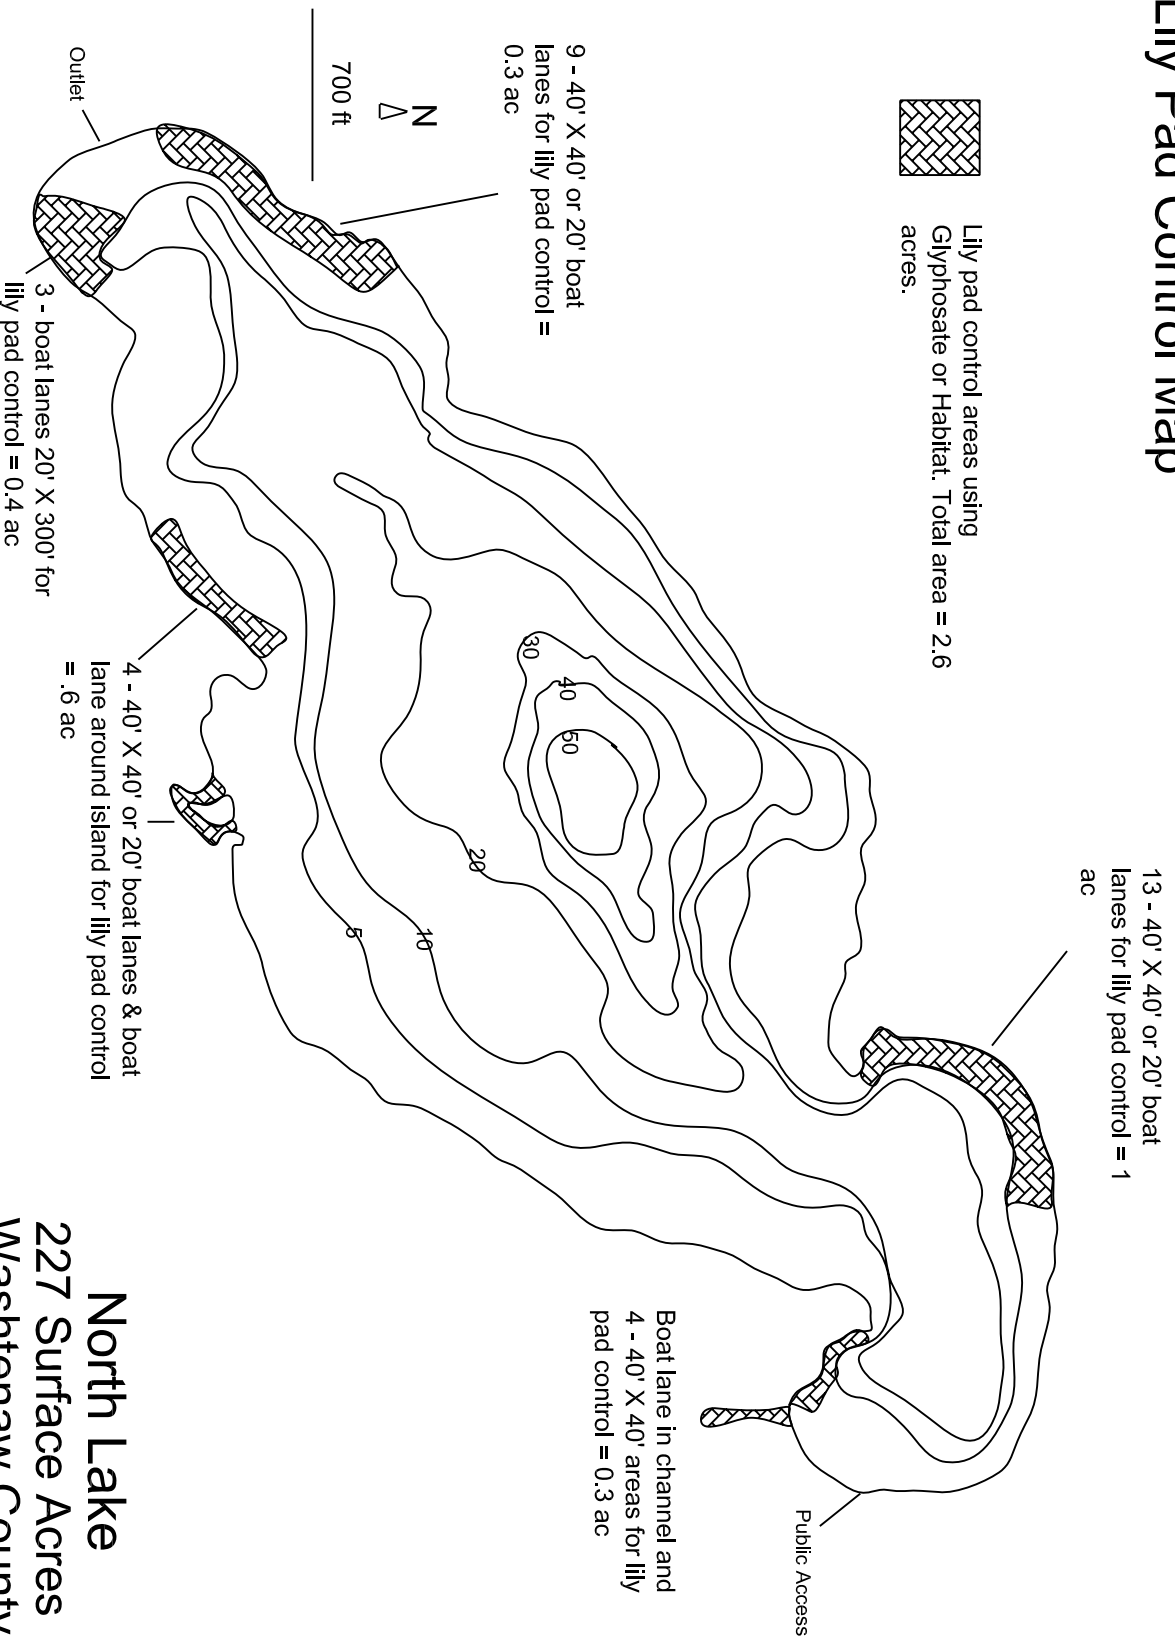 Lily Pad Control Map
Lily pad control areas using
Glyphosate or Habitat. Total area = 2.6
acres.
13 - 40' X 40' or 20' boat
lanes for lily pad control = 1
ac
9 - 40' X 40' or 20' boat
lanes for lily pad control =
0.3 ac
N
700 ft
Outlet
30
40
50
20
10
5
3 - boat lanes 20' X 300' for
lily pad control = 0.4 ac
4 - 40' X 40' or 20' boat lanes & boat
lane around island for lily pad control
= .6 ac
Boat lane in channel and
4 - 40' X 40' areas for lily
pad control = 0.3 ac
Public Access
North Lake
227 Surface Acres
Washtenaw County